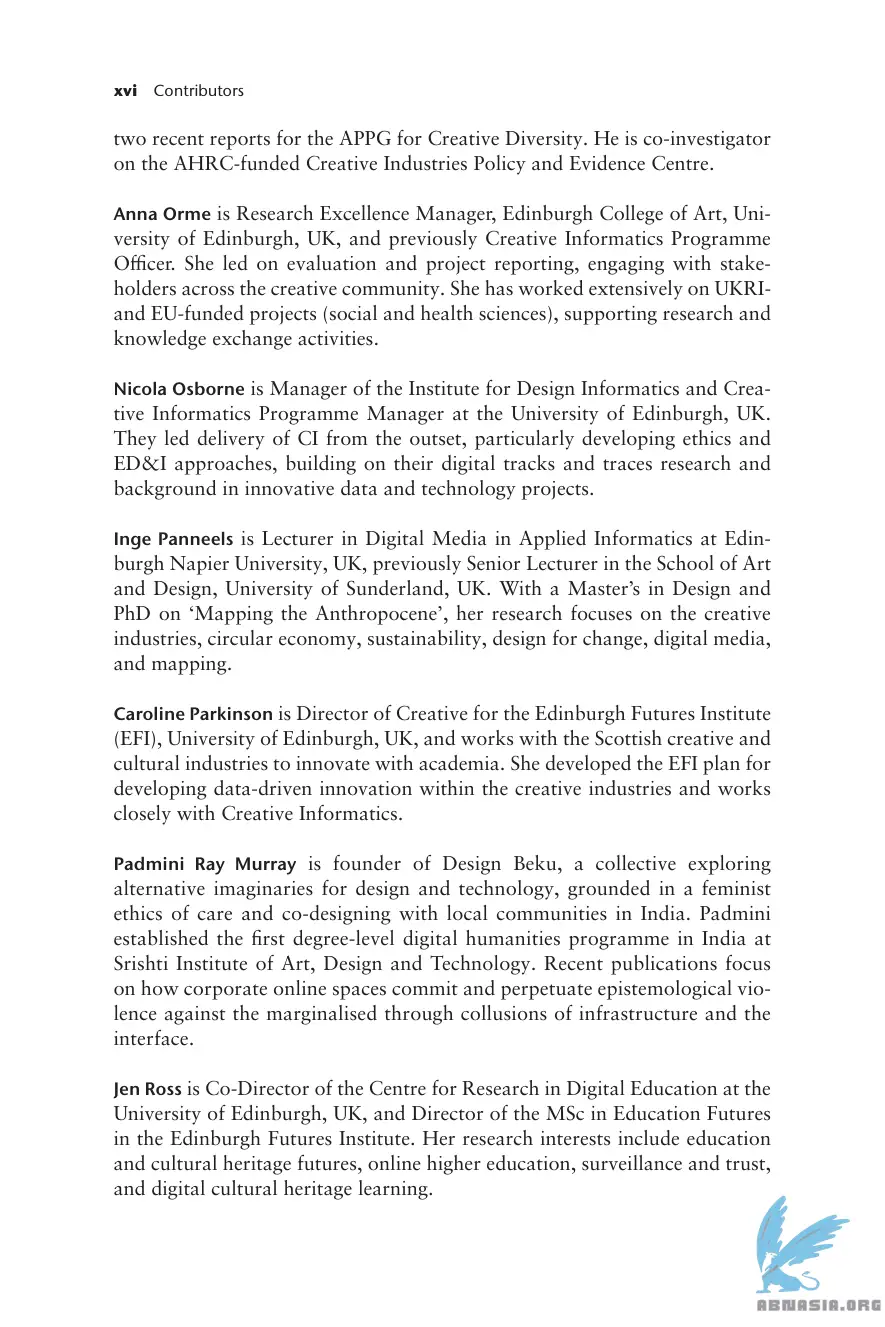 xvi Contributors
two recent reports for the APPG for Creative Diversity. He is co-investigator
on the AHRC-funded Creative Industries Policy and Evidence Centre.
Anna Orme is Research Excellence Manager, Edinburgh College of Art, Uni-
versity of Edinburgh, UK, and previously Creative Informatics Programme
Officer. She led on evaluation and project reporting, engaging with stake-
holders across the creative community. She has worked extensively on UKRI-
and EU-funded projects (social and health sciences), supporting research and
knowledge exchange activities.
Nicola Osborne is Manager of the Institute for Design Informatics and Crea-
tive Informatics Programme Manager at the University of Edinburgh, UK.
They led delivery of CI from the outset, particularly developing ethics and
ED&I approaches, building on their digital tracks and traces research and
background in innovative data and technology projects.
Inge Panneels is Lecturer in Digital Media in Applied Informatics at Edin-
burgh Napier University, UK, previously Senior Lecturer in the School of Art
and Design, University of Sunderland, UK. With a Master’s in Design and
PhD on ‘Mapping the Anthropocene’, her research focuses on the creative
industries, circular economy, sustainability, design for change, digital media,
and mapping.
Caroline Parkinson is Director of Creative for the Edinburgh Futures Institute
(EFI), University of Edinburgh, UK, and works with the Scottish creative and
cultural industries to innovate with academia. She developed the EFI plan for
developing data-driven innovation within the creative industries and works
closely with Creative Informatics.
Padmini Ray Murray is founder of Design Beku, a collective exploring
alternative imaginaries for design and technology, grounded in a feminist
ethics of care and co-designing with local communities in India. Padmini
established the first degree-level digital humanities programme in India at
Srishti Institute of Art, Design and Technology. Recent publications focus
on how corporate online spaces commit and perpetuate epistemological vio-
lence against the marginalised through collusions of infrastructure and the
interface.
Jen Ross is Co-Director of the Centre for Research in Digital Education at the
University of Edinburgh, UK, and Director of the MSc in Education Futures
in the Edinburgh Futures Institute. Her research interests include education
and cultural heritage futures, online higher education, surveillance and trust,
and digital cultural heritage learning.
ABNASIA.ORG